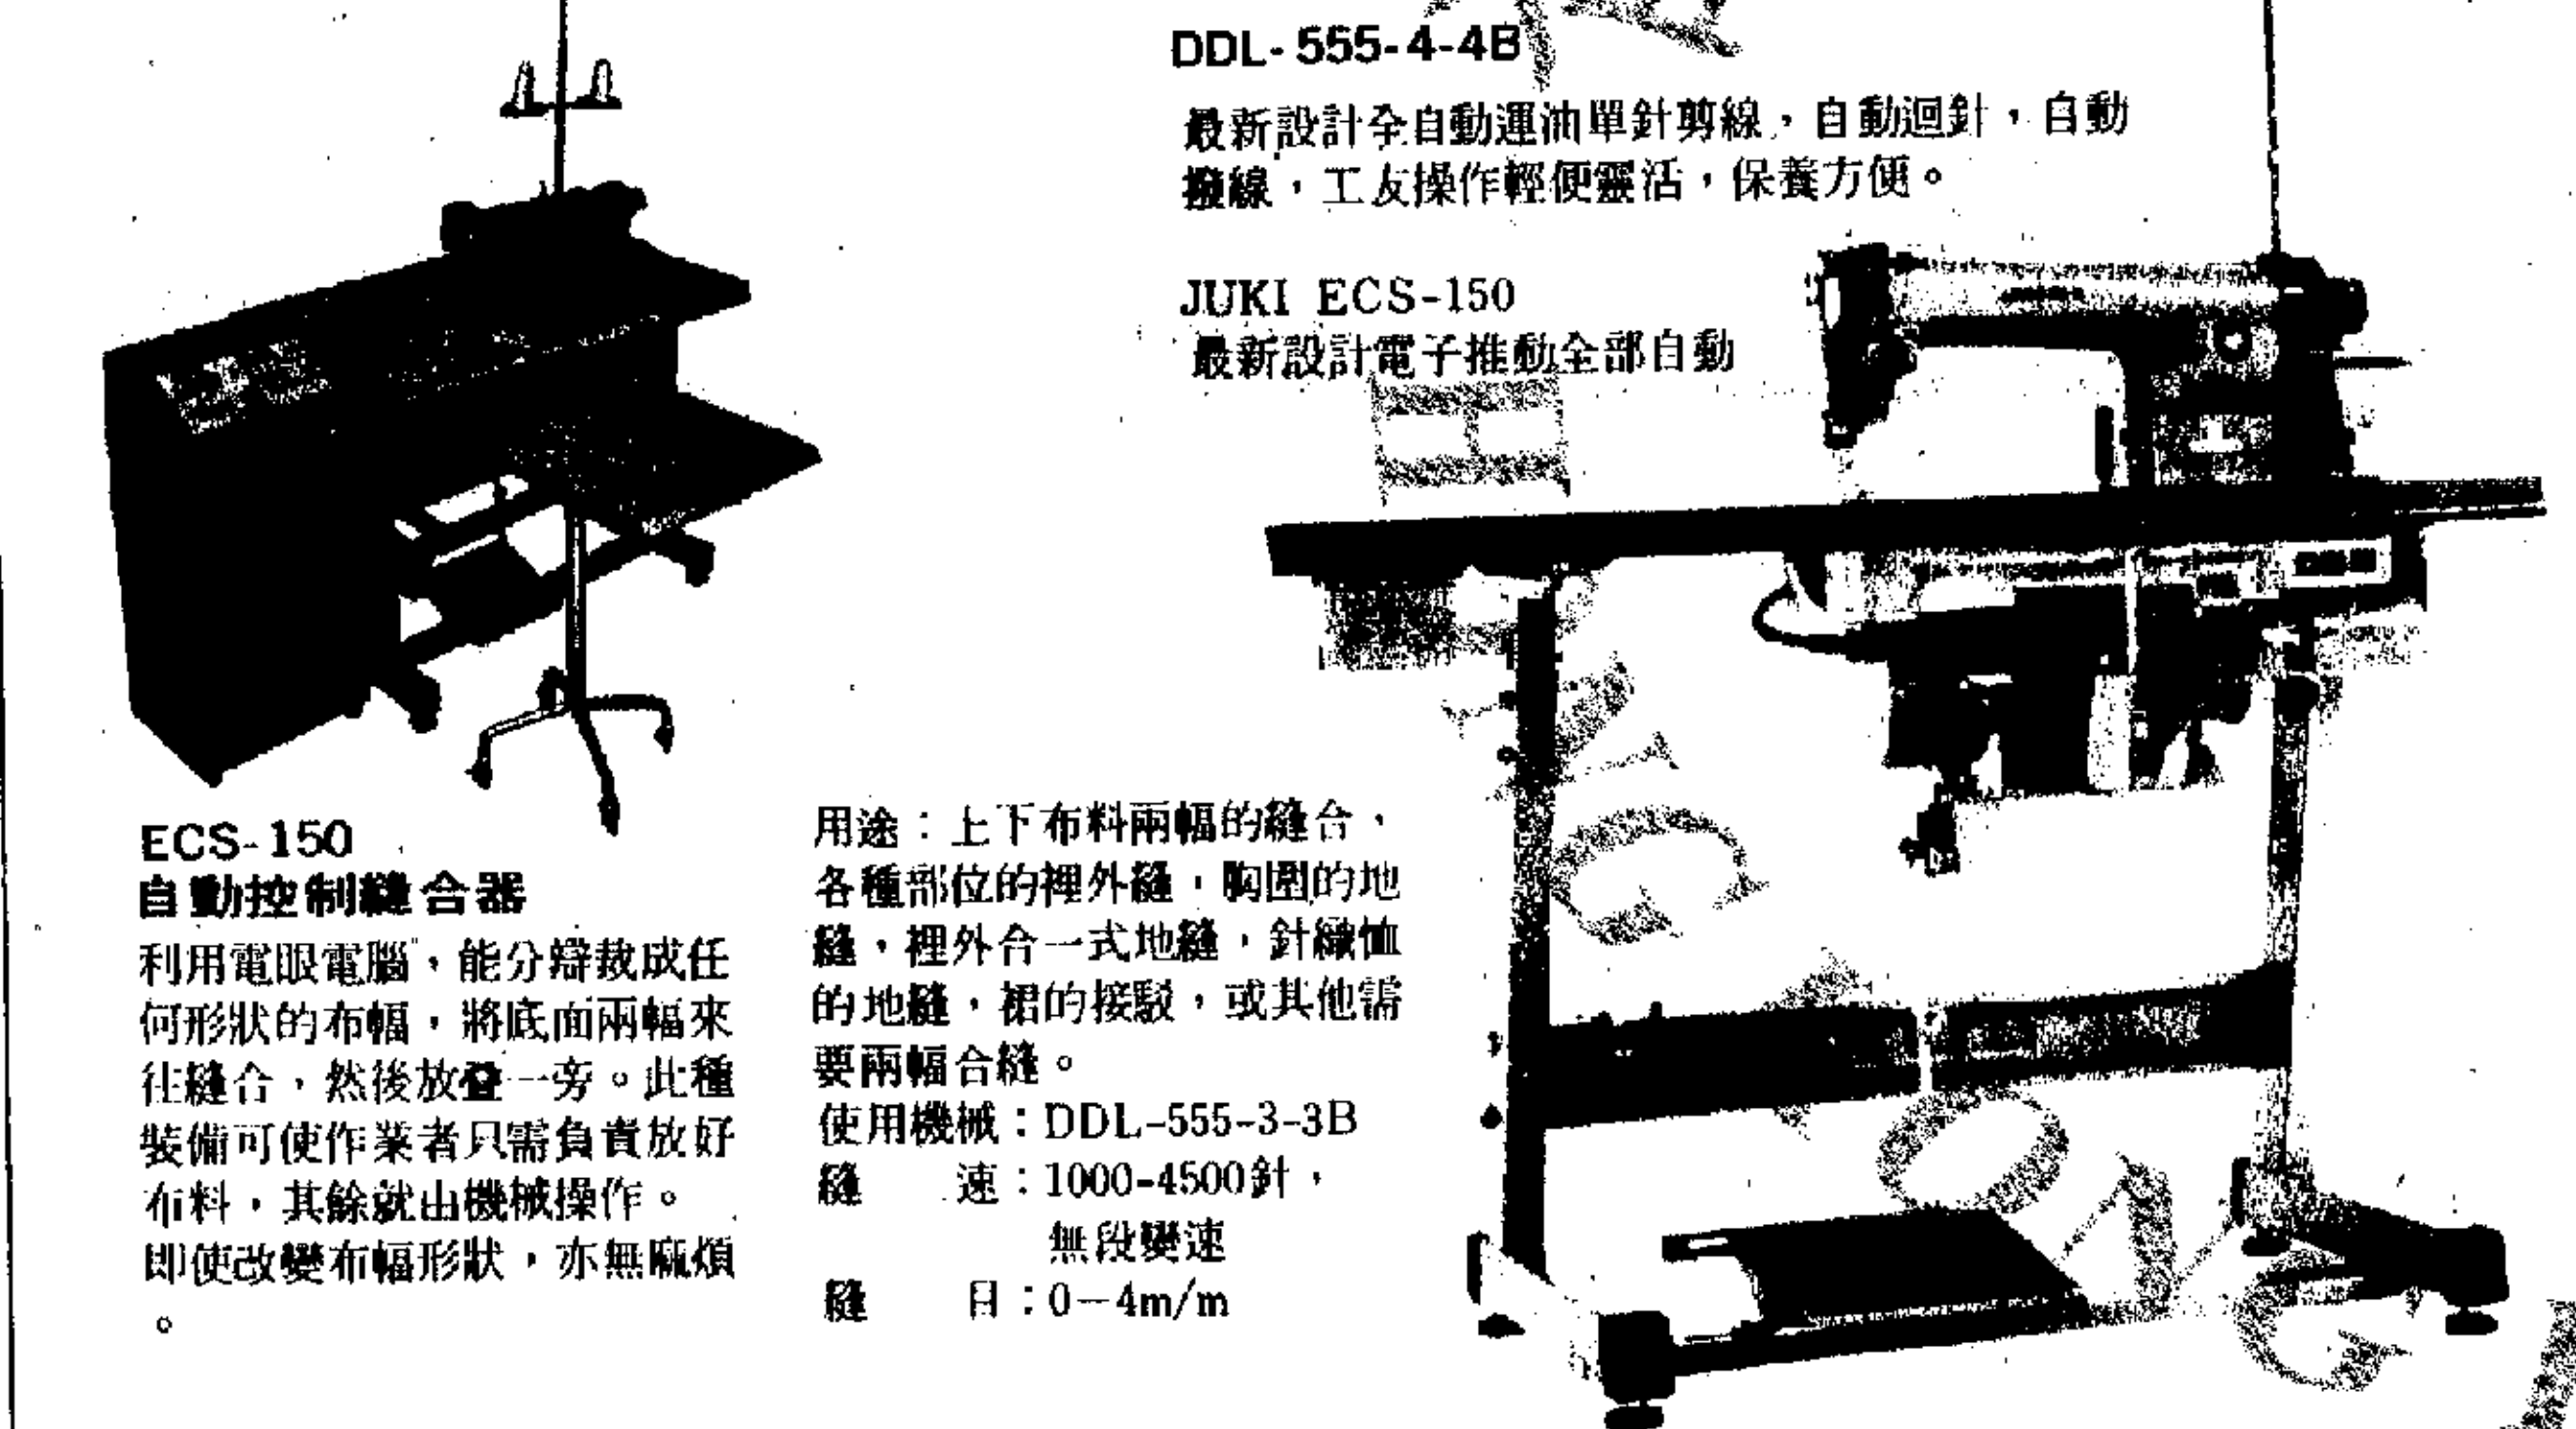 DDL-555-4-4B
最新設計全自動運油單針剪線，自動迴針，自動
撥線，工友操作輕便靈活，保養方便。
JUKI ECS-150
最新設計電子推動全部自動
ECS-150
自動控制縫合器
利用電眼電腦，能分辯裁成任
何形狀的布幅，將底面兩幅來
往縫合，然後放疊一旁。此種
裝備可使作業者只需負責放好
布料，其餘就由機械操作。
即使改變布幅形狀，亦無麻煩
。
用途：上下布料兩幅的縫合，
各種部位的裡外縫，胸圍的地
縫，裡外合一式地縫，針織恤
的地縫，裙的接駁，或其他需
要兩幅合縫。
使用機械：DDL-555-3-3B
縫　　速：1000-4500針，
無段變速
縫　　目：0—4m/m